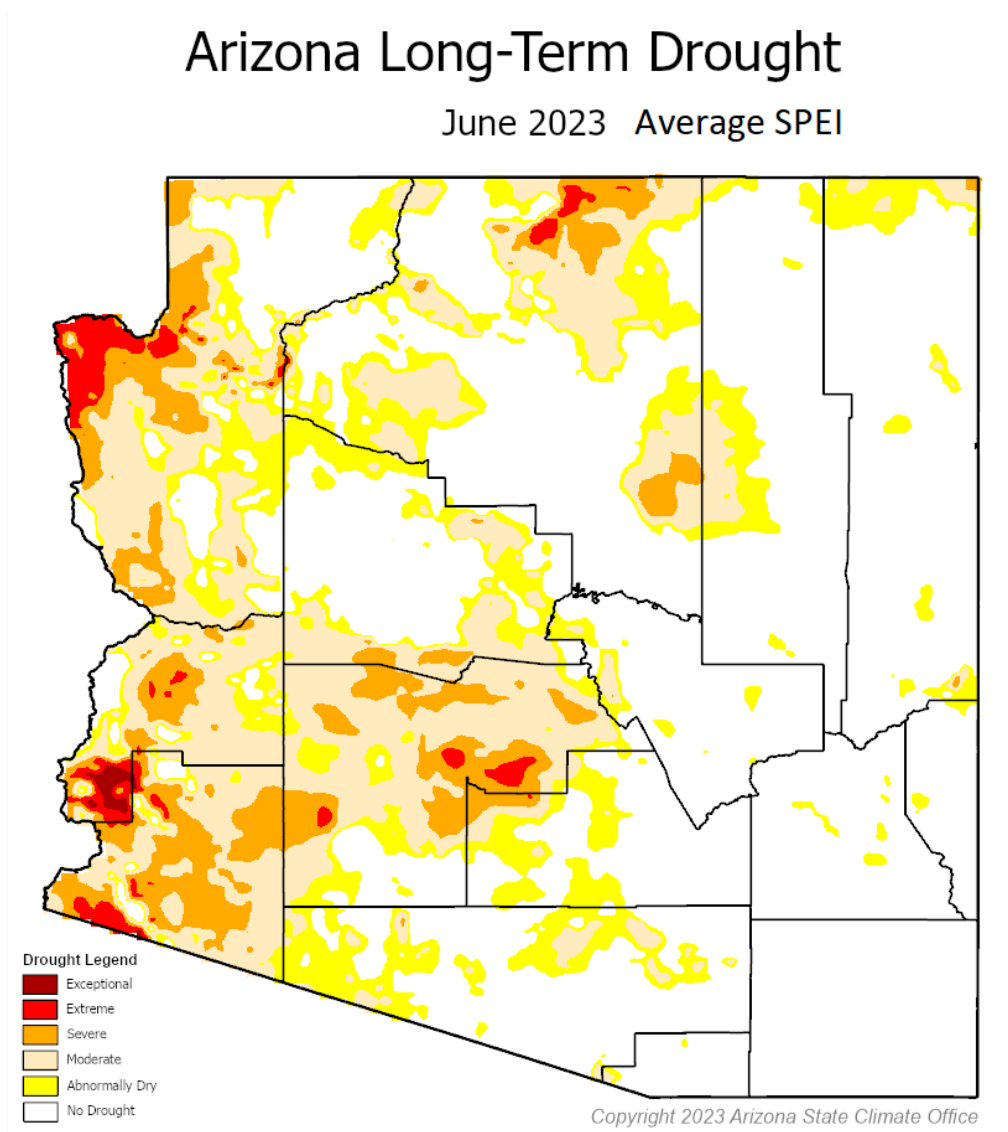 Arizona Long-Term Drought
June 2023 Average SPEI
Drought Legend
Exceptional
Extreme
Severe
Moderate
Abnormally Dry
No Drought
Copyright 2023 Arizona State Climate Office